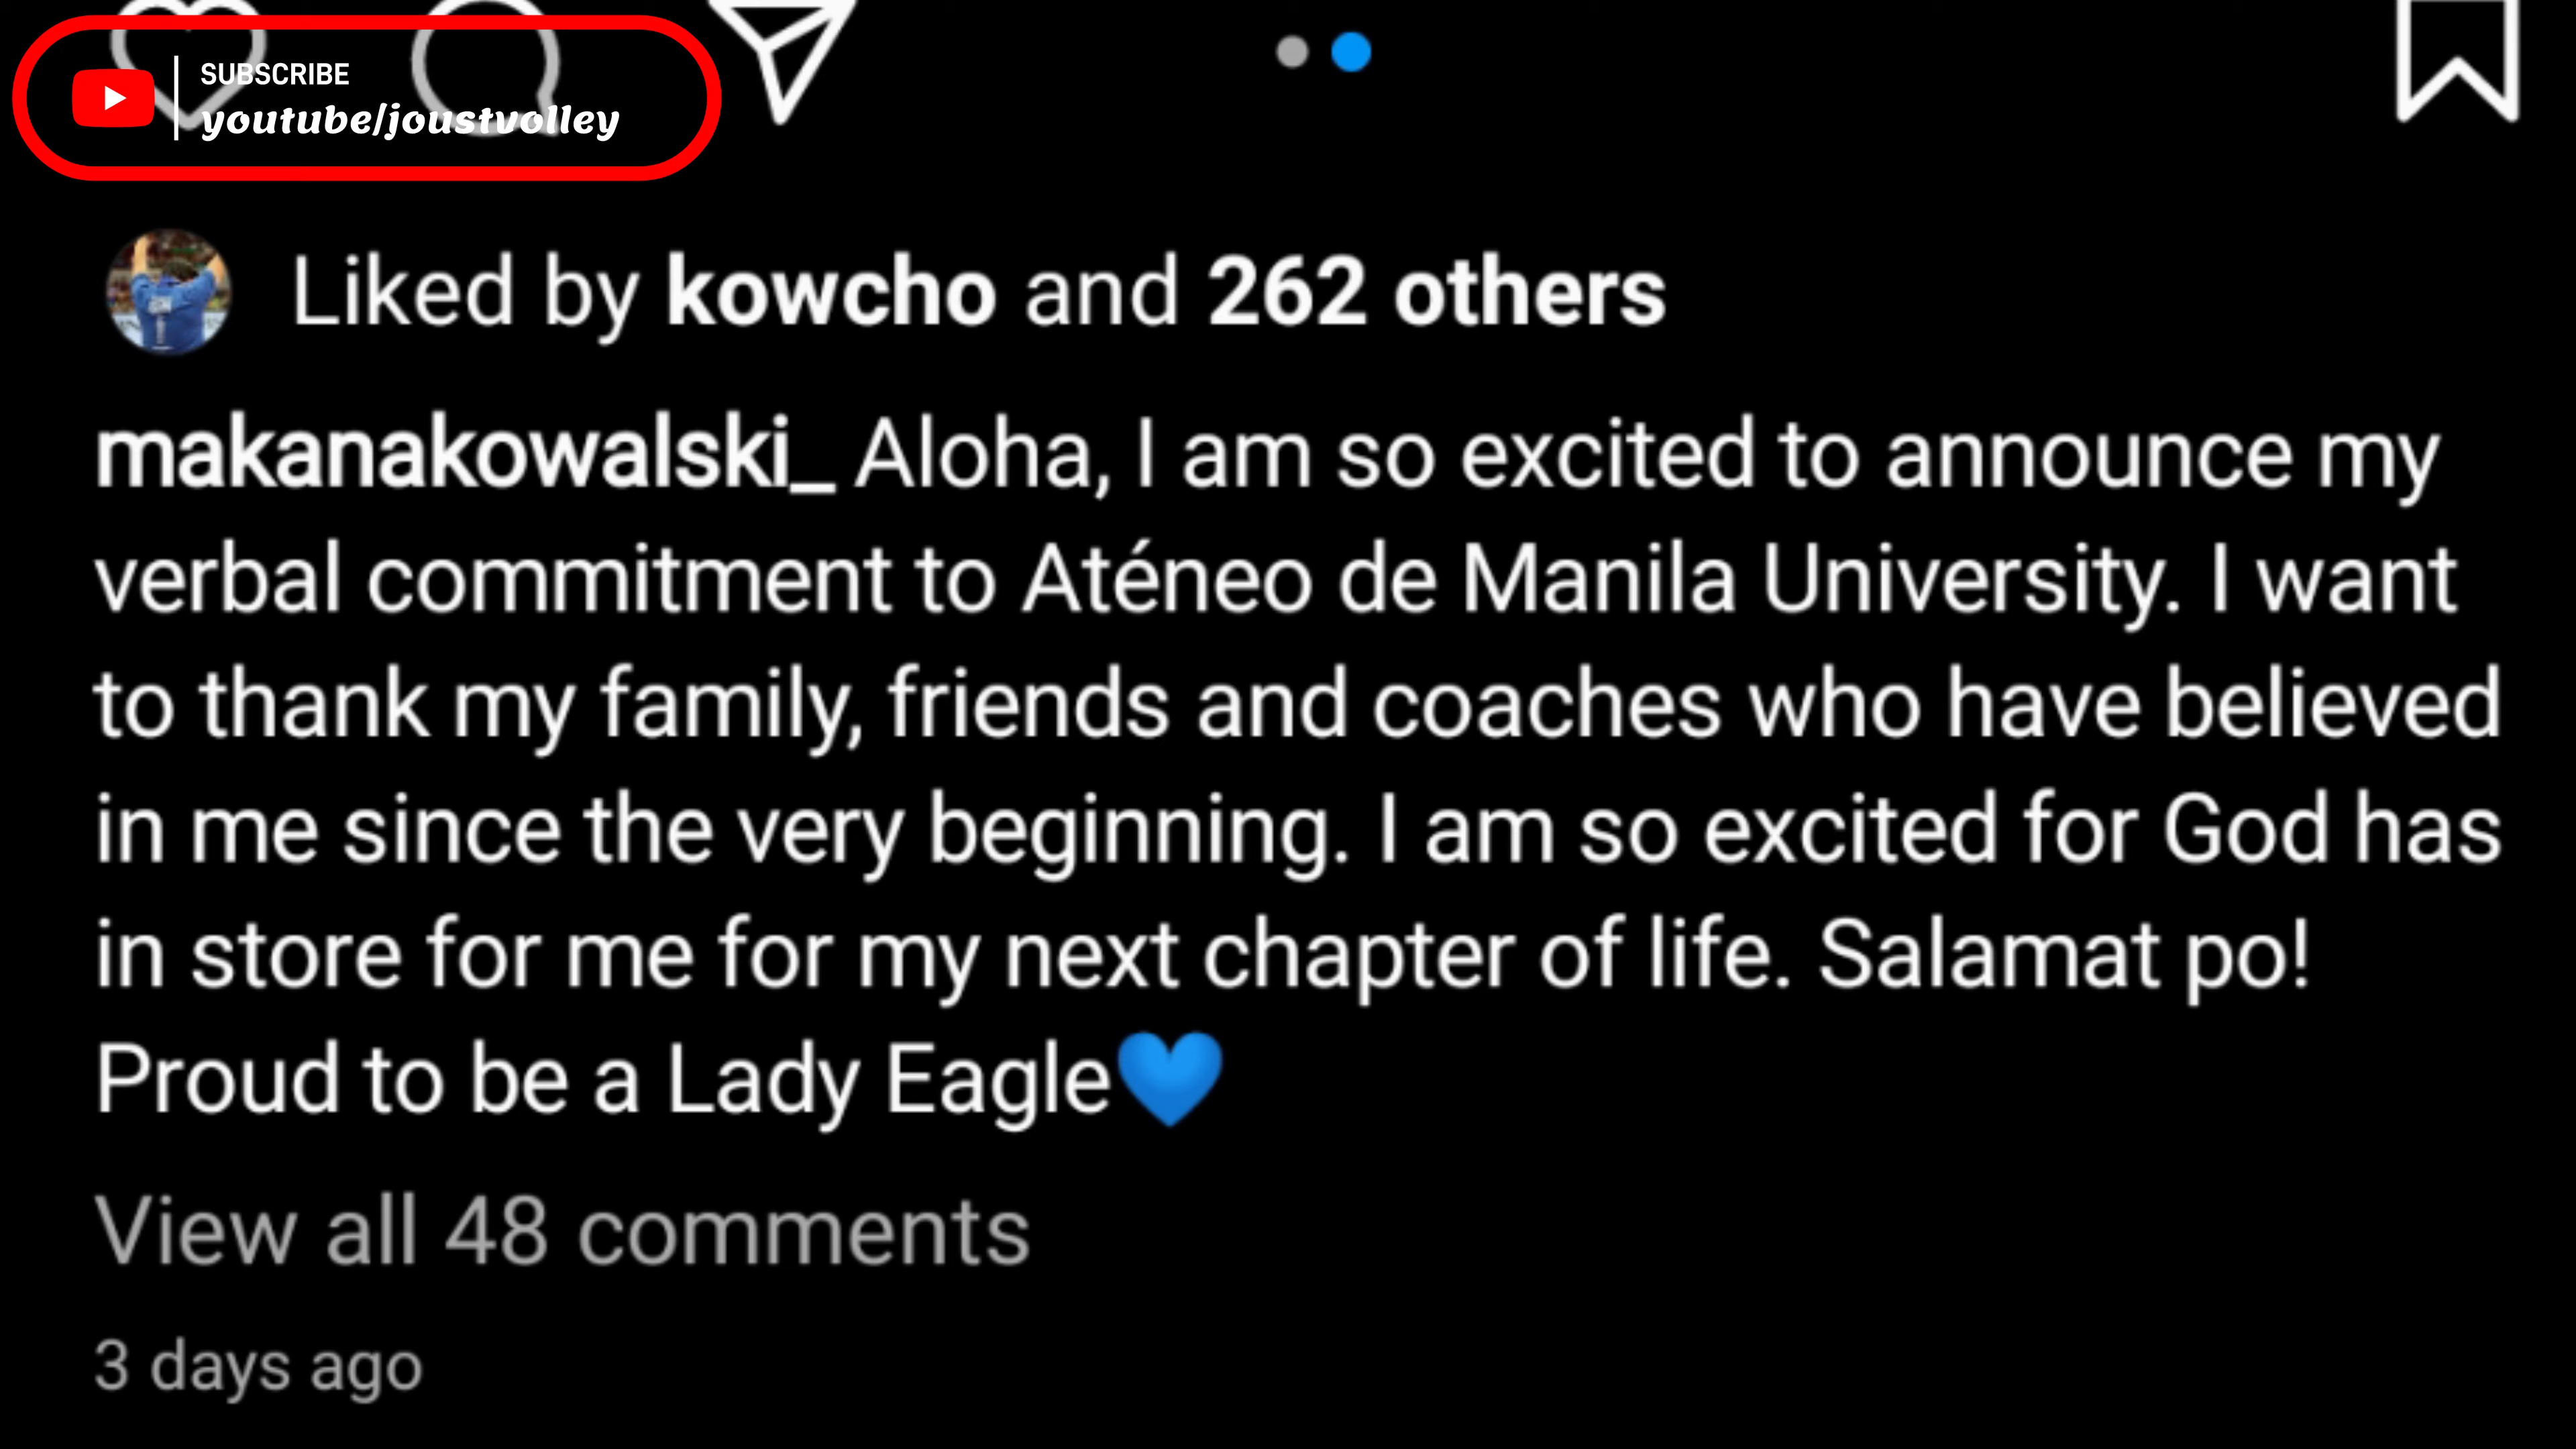 SUBSCRIBE
youtube/joustvolley
Liked by kowcho and 262 others
makanakowalski_ Aloha, I am so excited to announce my
verbal commitment to Aténeo de Manila University. I want
to thank my family, friends and coaches who have believed
in me since the very beginning. I am so excited for God has
in store for me for my next chapter of life. Salamat po!
Proud to be a Lady Eagle💙
View all 48 comments
3 days ago